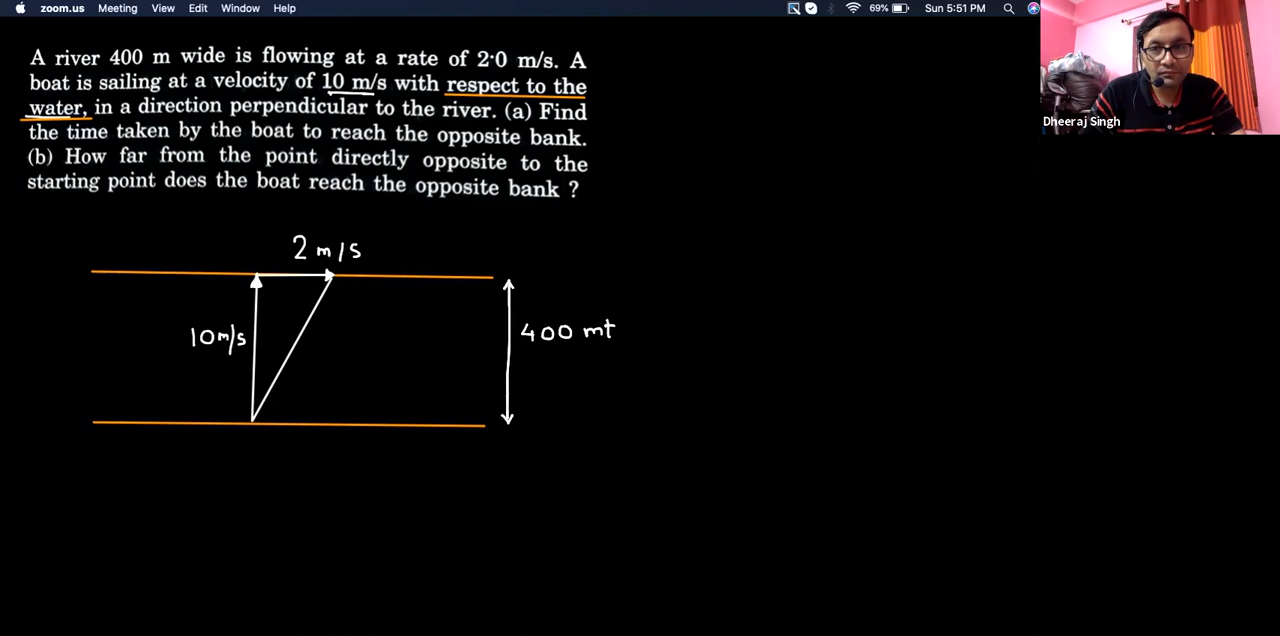 zoom.us Meeting View Edit Window Help 69% Sun 5:51 PM
A river 400 m wide is flowing at a rate of 2·0 m/s. A
boat is sailing at a velocity of 10 m/s with respect to the
water, in a direction perpendicular to the river. (a) Find
the time taken by the boat to reach the opposite bank.
(b) How far from the point directly opposite to the
starting point does the boat reach the opposite bank ?
Dheeraj Singh
2 m/s
10m/s
400 mt